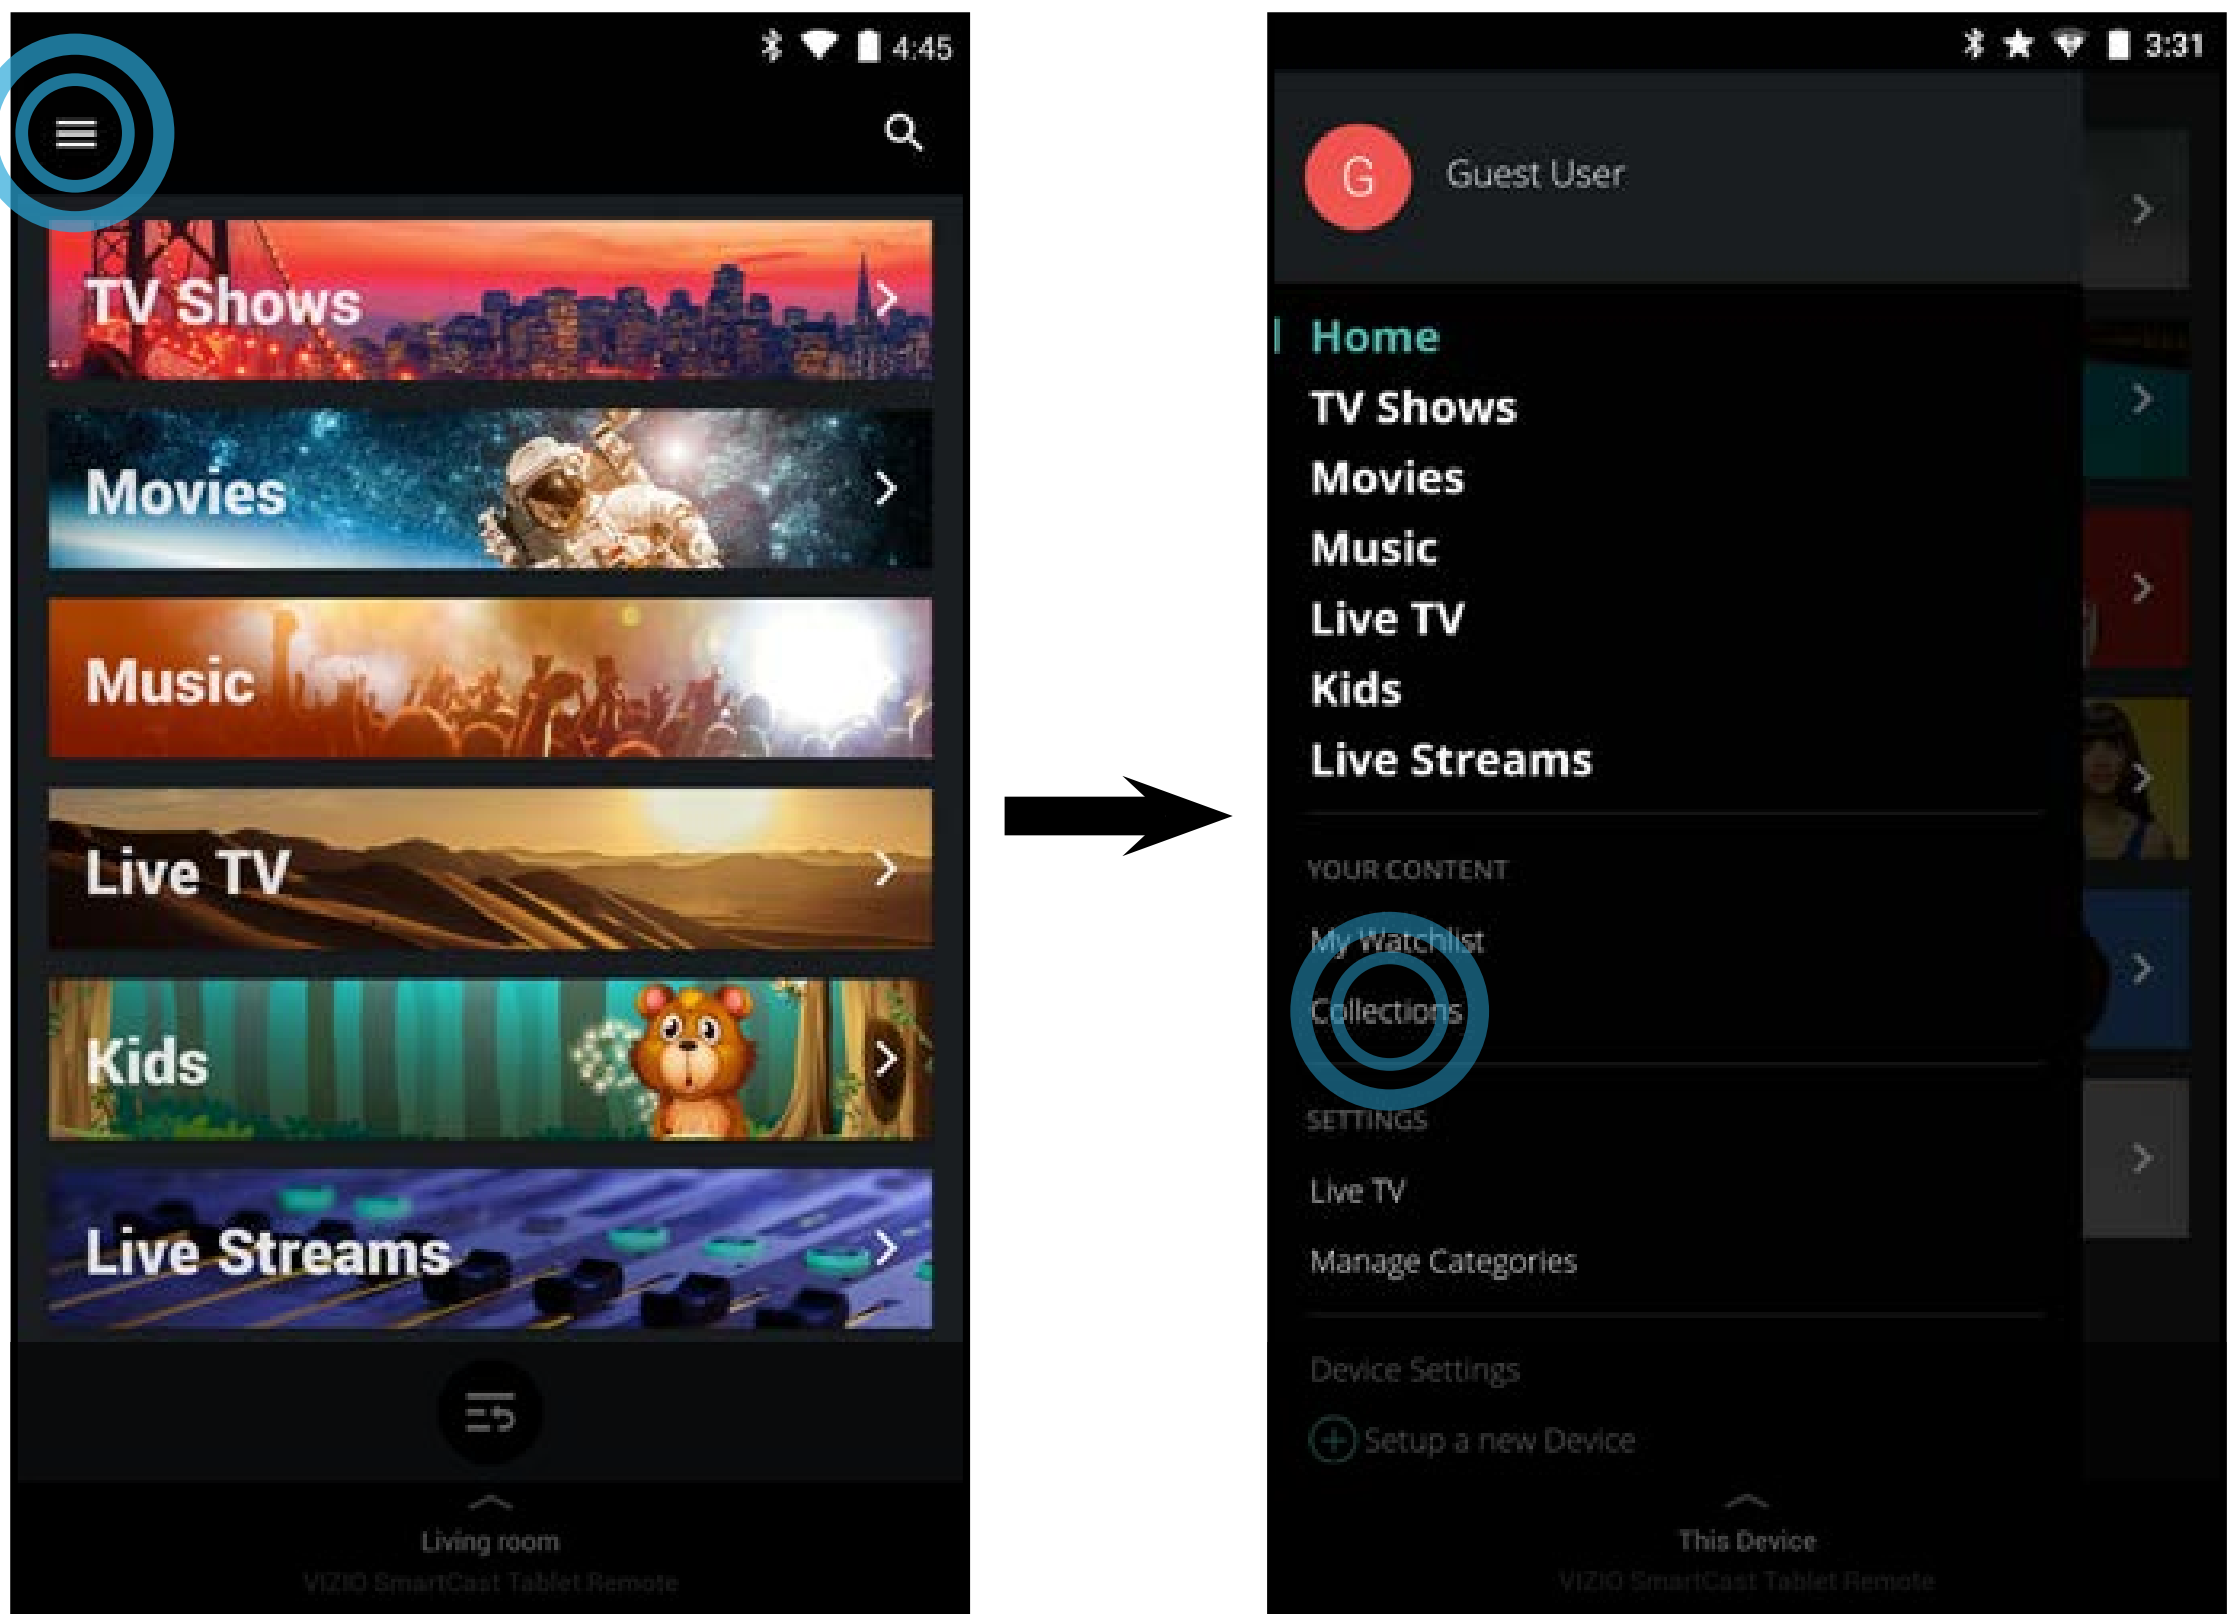 4:45
TV Shows
Movies
Music
Live TV
Kids
Live Streams
Living room
VIZIO SmartCast Tablet Remote
3:31
G
Guest User
Home
TV Shows
Movies
Music
Live TV
Kids
Live Streams
YOUR CONTENT
My Watchlist
Collections
SETTINGS
Live TV
Manage Categories
Device Settings
Setup a new Device
This Device
VIZIO SmartCast Tablet Remote